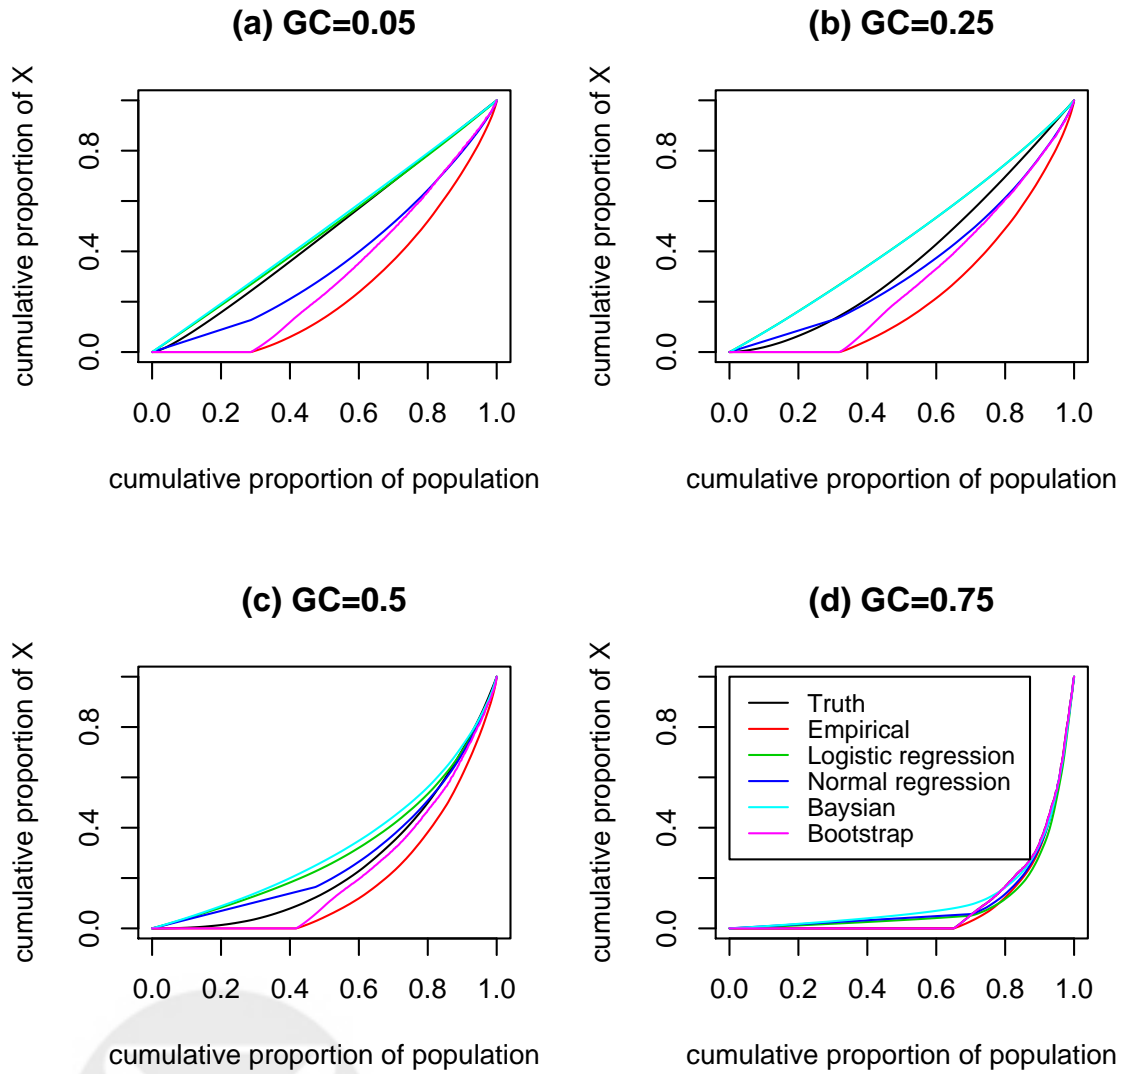 (a) GC=0.05
cumulative proportion of X
0.0 0.4 0.8
0.0 0.2 0.4 0.6 0.8 1.0
cumulative proportion of population
(b) GC=0.25
cumulative proportion of X
0.0 0.4 0.8
0.0 0.2 0.4 0.6 0.8 1.0
cumulative proportion of population
(c) GC=0.5
cumulative proportion of X
0.0 0.4 0.8
0.0 0.2 0.4 0.6 0.8 1.0
cumulative proportion of population
(d) GC=0.75
cumulative proportion of X
0.0 0.4 0.8
Truth
Empirical
Logistic regression
Normal regression
Baysian
Bootstrap
0.0 0.2 0.4 0.6 0.8 1.0
cumulative proportion of population